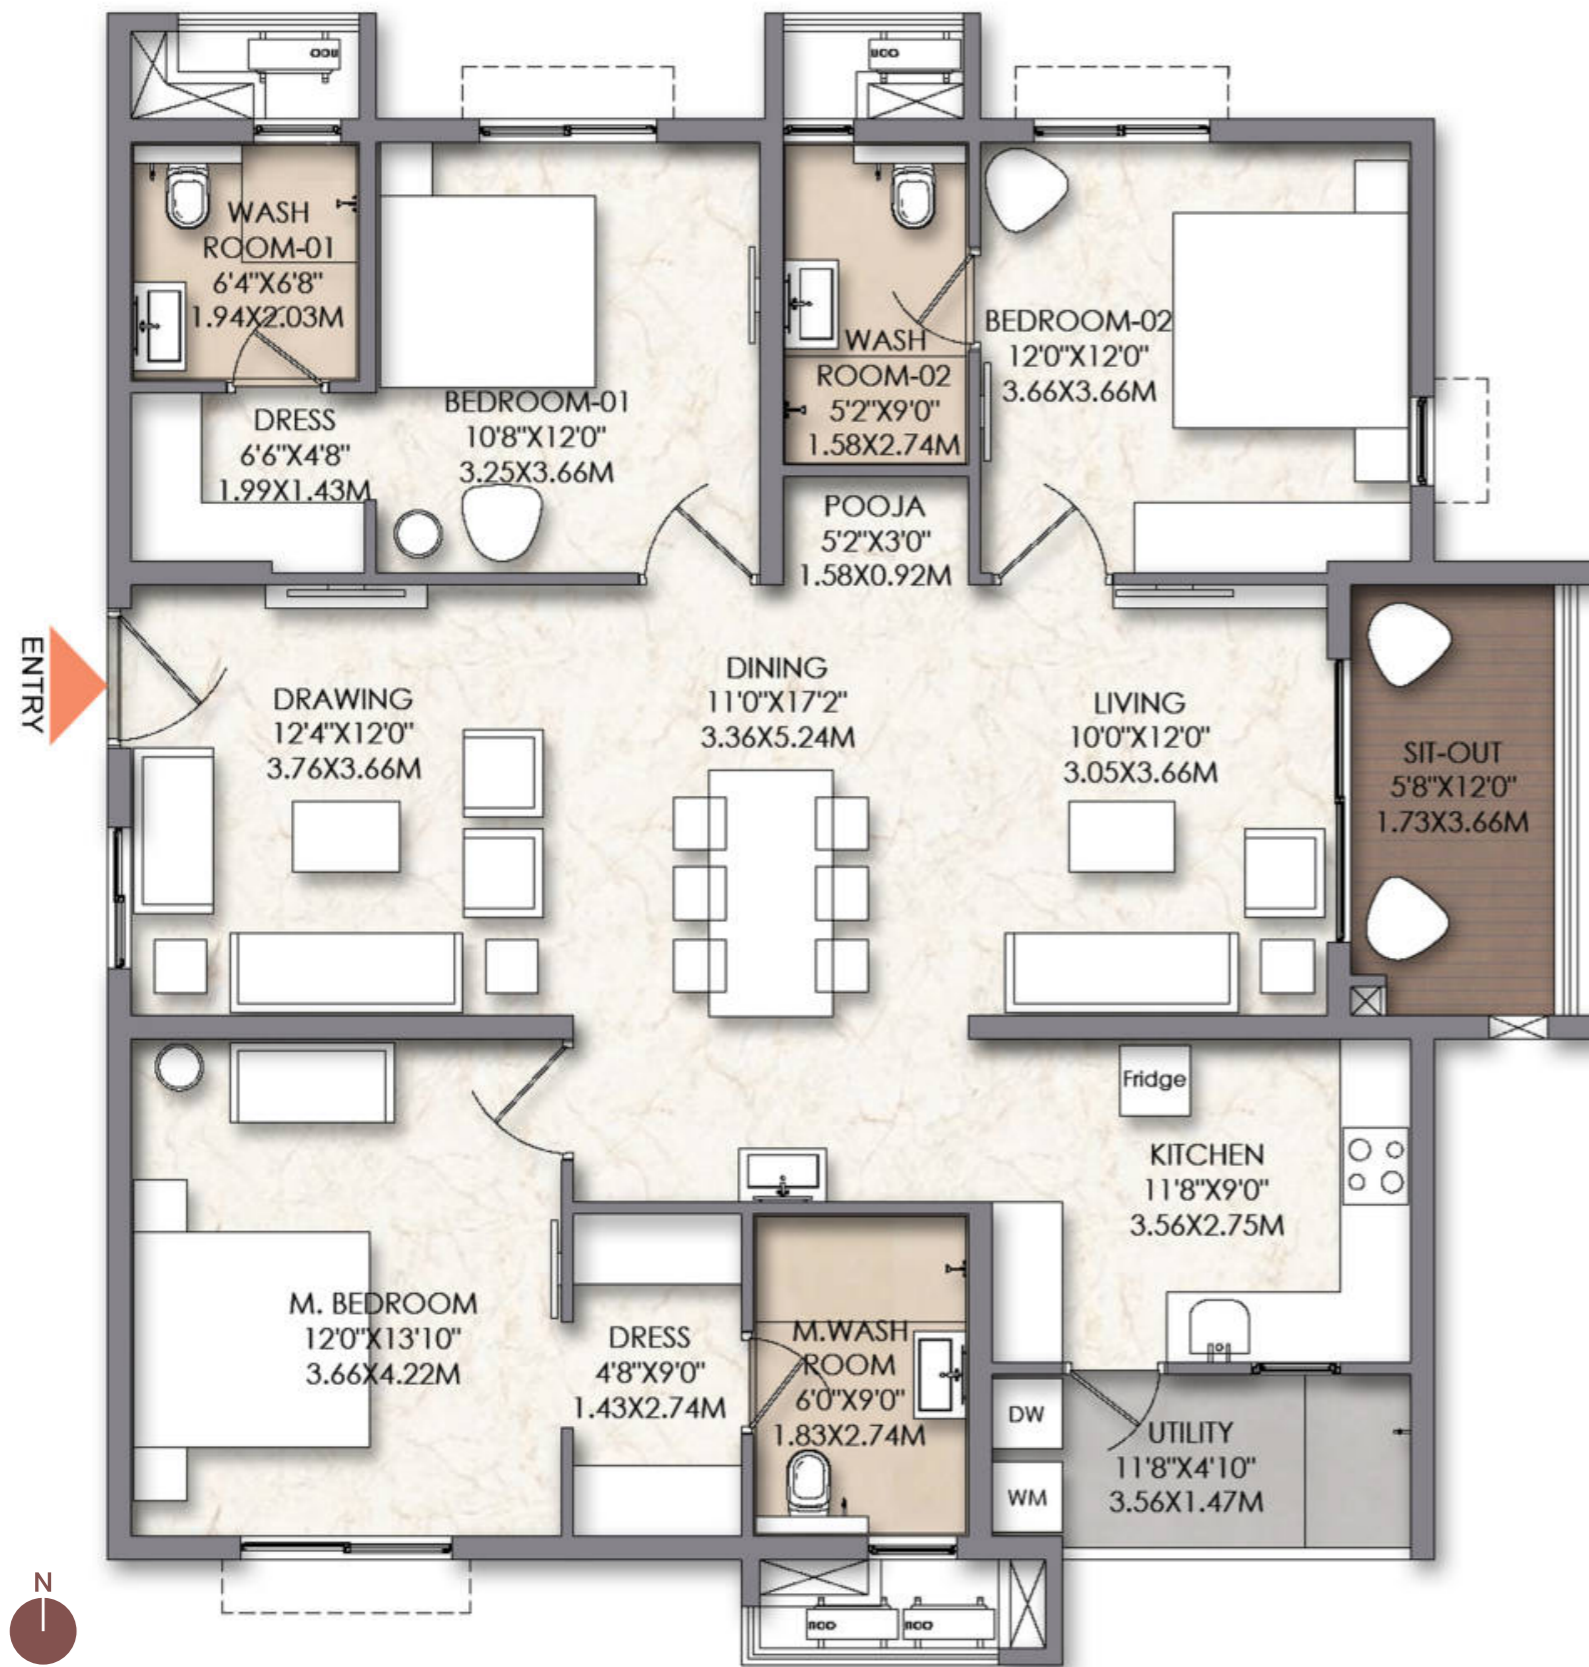 WASH
ROOM-01
6'4"X6'8"
1.94X2.03M
DRESS
6'6"X4'8"
1.99X1.43M
BEDROOM-01
10'8"X12'0"
3.25X3.66M
WASH
ROOM-02
5'2"X9'0"
1.58X2.74M
BEDROOM-02
12'0"X12'0"
3.66X3.66M
POOJA
5'2"X3'0"
1.58X0.92M
ENTRY
DRAWING
12'4"X12'0"
3.76X3.66M
DINING
11'0"X17'2"
3.36X5.24M
LIVING
10'0"X12'0"
3.05X3.66M
SIT-OUT
5'8"X12'0"
1.73X3.66M
Fridge
KITCHEN
11'8"X9'0"
3.56X2.75M
M. BEDROOM
12'0"X13'10"
3.66X4.22M
DRESS
4'8"X9'0"
1.43X2.74M
M.WASH
ROOM
6'0"X9'0"
1.83X2.74M
DW
WM
UTILITY
11'8"X4'10"
3.56X1.47M
N